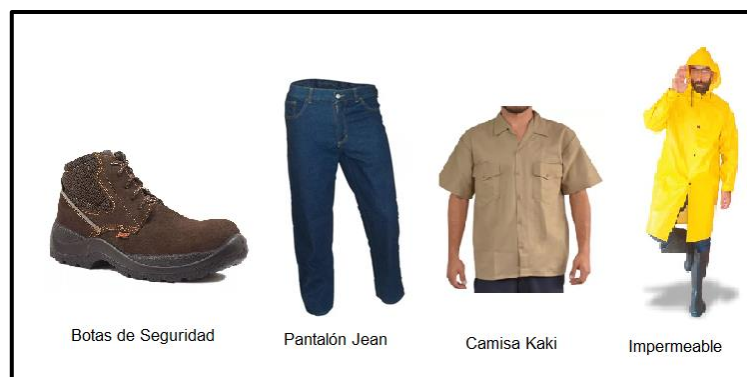 Botas de Seguridad
Pantalón Jean
Camisa Kaki
Impermeable